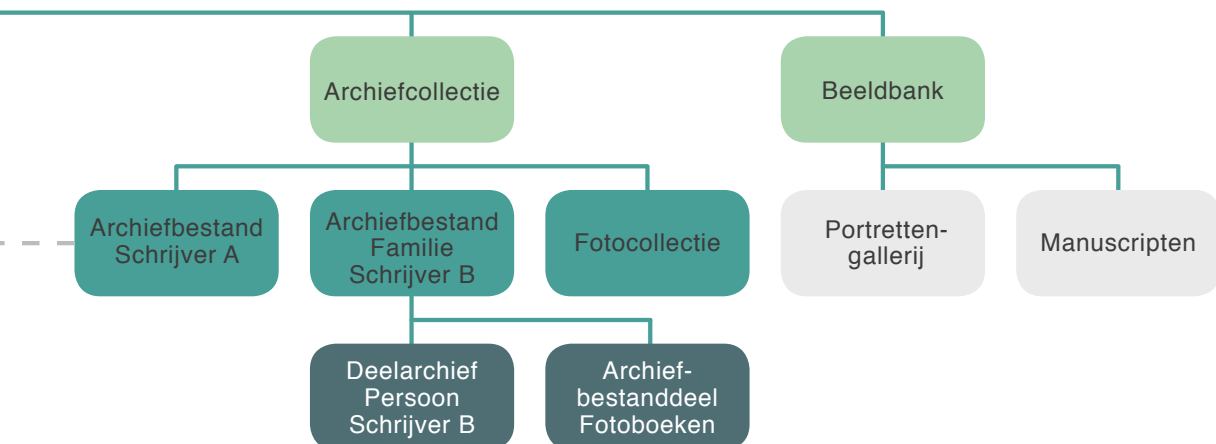 Archiefcollectie
Beeldbank
Archiefbestand
Schrijver A
Archiefbestand
Familie
Schrijver B
Fotocollectie
Portretten-
gallerij
Manuscripten
Deelarchief
Persoon
Schrijver B
Archief-
bestanddeel
Fotoboeken